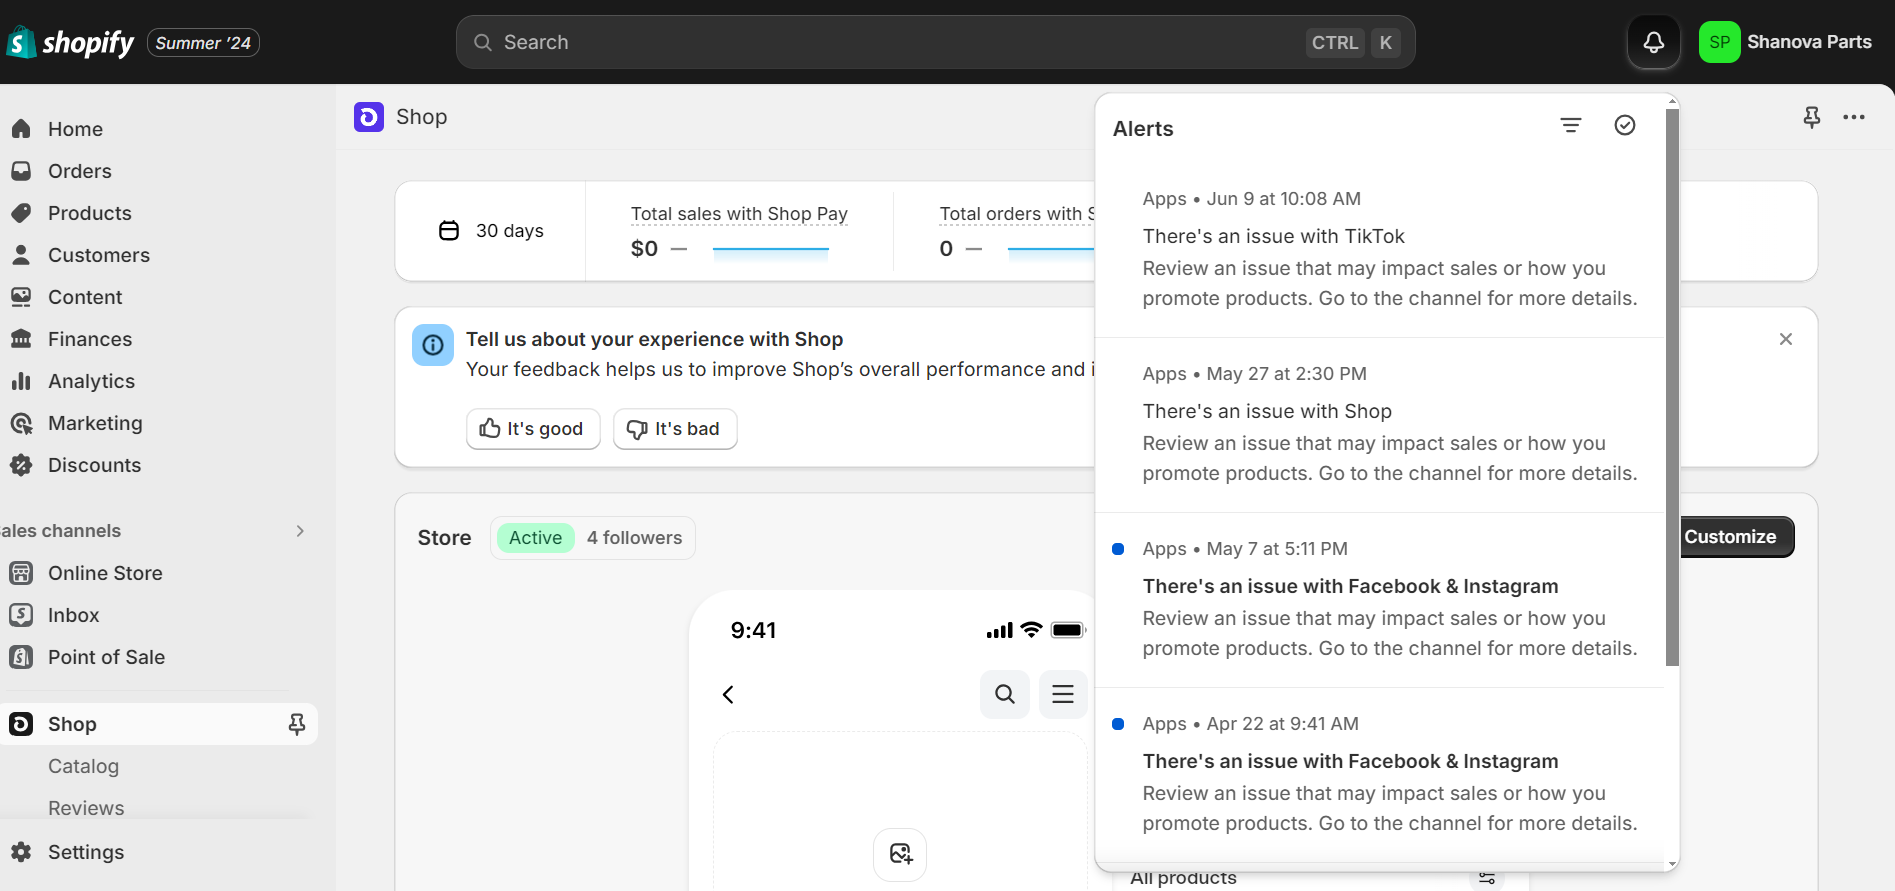 shopify
Summer '24
Search
CTRL K
SP
Shanova Parts
Home
Orders
Products
Customers
Content
Finances
Analytics
Marketing
Discounts
ales channels
Online Store
Inbox
Point of Sale
Shop
Catalog
Reviews
Settings
Shop
30 days
Total sales with Shop Pay
$0 —
Total orders with S
0 —
Tell us about your experience with Shop
Your feedback helps us to improve Shop's overall performance and i
It's good
It's bad
Store
Active
4 followers
Customize
9:41
All products
Alerts
Apps • Jun 9 at 10:08 AM
There's an issue with TikTok
Review an issue that may impact sales or how you
promote products. Go to the channel for more details.
Apps • May 27 at 2:30 PM
There's an issue with Shop
Review an issue that may impact sales or how you
promote products. Go to the channel for more details.
Apps • May 7 at 5:11 PM
There's an issue with Facebook & Instagram
Review an issue that may impact sales or how you
promote products. Go to the channel for more details.
Apps • Apr 22 at 9:41 AM
There's an issue with Facebook & Instagram
Review an issue that may impact sales or how you
promote products. Go to the channel for more details.